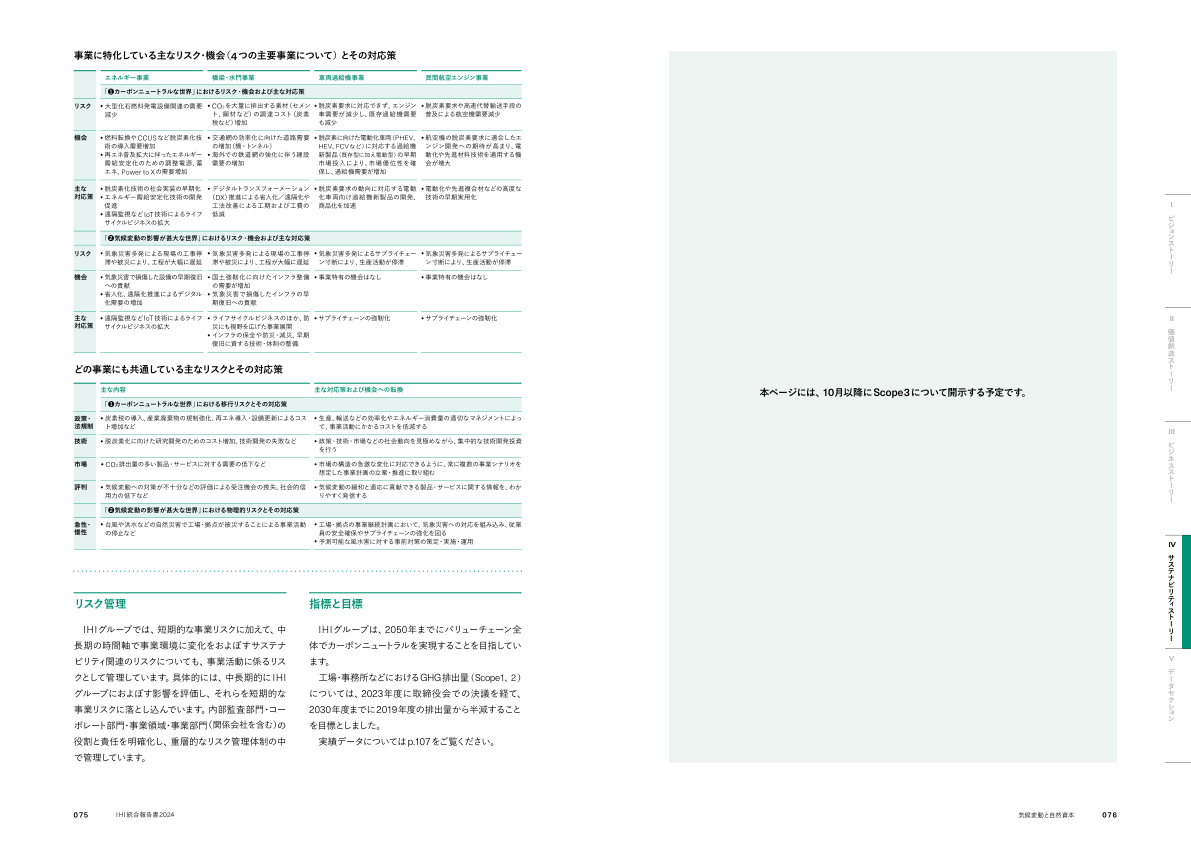 事業に特化している主なリスク・機会（4つの主要事業について）とその対応策
エネルギー事業
橋梁・水門事業
車両過給機事業
民間航空エンジン事業
「❶カーボンニュートラルな世界」におけるリスク・機会および主な対応策
リスク
• 大型化石燃料発電設備関連の需要
減少
• CO₂を大量に排出する素材（セメン
ト、鋼材など）の調達コスト（炭素
税など）増加
• 脱炭素要求に対応できず、エンジン
車需要が減少し、既存過給機需要
も減少
• 脱炭素要求や高速代替輸送手段の
普及による航空機需要減少
機会
• 燃料転換やCCUSなど脱炭素化技
術の導入需要増加
• 再エネ普及拡大に伴ったエネルギー
需給安定化のための調整電源、蓄
エネ、Power to Xの需要増加
• 交通網の効率化に向けた道路需要
の増加（橋・トンネル）
• 海外での鉄道網の強化に伴う建設
需要の増加
• 脱炭素に向けた電動化車両（PHEV、
HEV、FCVなど）に対応する過給機
新製品（既存型に加え電動型）の早期
市場投入により、市場優位性を確
保し、過給機需要が増加
• 航空機の脱炭素要求に適合したエ
ンジン開発への期待が高まり、電
動化や先進材料技術を適用する機
会が増大
主な
対応策
• 脱炭素化技術の社会実装の早期化
• エネルギー需給安定化技術の開発
促進
• 遠隔監視などIoT技術によるライフ
サイクルビジネスの拡大
• デジタルトランスフォーメーション
（DX）推進による省人化／遠隔化や
工法改善による工期および工費の
低減
• 脱炭素要求の動向に対応する電動
化車両向け過給機新製品の開発、
商品化を加速
• 電動化や先進複合材などの高度な
技術の早期実用化
「❷気候変動の影響が甚大な世界」におけるリスク・機会および主な対応策
リスク
• 気象災害多発による現場の工事停
滞や被災により、工程が大幅に遅延
• 気象災害多発による現場の工事停
滞や被災により、工程が大幅に遅延
• 気象災害多発によるサプライチェー
ン寸断により、生産活動が停滞
• 気象災害多発によるサプライチェー
ン寸断により、生産活動が停滞
機会
• 気象災害で損傷した設備の早期復旧
への貢献
• 省人化、遠隔化推進によるデジタル
化需要の増加
• 国土強靭化に向けたインフラ整備
の需要が増加
• 気象災害で損傷したインフラの早
期復旧への貢献
• 事業特有の機会はなし
• 事業特有の機会はなし
主な
対応策
• 遠隔監視などIoT技術によるライフ
サイクルビジネスの拡大
• ライフサイクルビジネスのほか、防
災にも視野を広げた事業展開
• インフラの保全や防災・減災、早期
復旧に資する技術・体制の整備
• サプライチェーンの強靭化
• サプライチェーンの強靭化
どの事業にも共通している主なリスクとその対応策
主な内容
主な対応策および機会への転換
「❶カーボンニュートラルな世界」における移行リスクとその対応策
政策・
法規制
• 炭素税の導入、産業廃棄物の規制強化、再エネ導入・設備更新によるコス
ト増加など
• 生産、輸送などの効率化やエネルギー消費量の適切なマネジメントによっ
て、事業活動にかかるコストを低減する
技術
• 脱炭素化に向けた研究開発のためのコスト増加、技術開発の失敗など
• 政策・技術・市場などの社会動向を見極めながら、集中的な技術開発投資
を行う
市場
• CO₂排出量の多い製品・サービスに対する需要の低下など
• 市場の構造の急激な変化に対応できるように、常に複数の事業シナリオを
想定した事業計画の立案・推進に取り組む
評判
• 気候変動への対策が不十分などの評価による受注機会の喪失、社会的信
用力の低下など
• 気候変動の緩和と適応に貢献できる製品・サービスに関する情報を、わか
りやすく発信する
「❷気候変動の影響が甚大な世界」における物理的リスクとその対応策
急性・
慢性
• 台風や洪水などの自然災害で工場・拠点が被災することによる事業活動
の停止など
• 工場・拠点の事業継続計画において、気象災害への対応を組み込み、従業
員の安全確保やサプライチェーンの強化を図る
• 予測可能な風水害に対する事前対策の策定・実施・運用
リスク管理
IHIグループでは、短期的な事業リスクに加えて、中
長期の時間軸で事業環境に変化をおよぼすサステナ
ビリティ関連のリスクについても、事業活動に係るリス
クとして管理しています。具体的には、中長期的にIHI
グループにおよぼす影響を評価し、それらを短期的な
事業リスクに落とし込んでいます。内部監査部門・コー
ポレート部門・事業領域・事業部門（関係会社を含む）の
役割と責任を明確化し、重層的なリスク管理体制の中
で管理しています。
指標と目標
IHIグループは、2050年までにバリューチェーン全
体でカーボンニュートラルを実現することを目指してい
ます。
工場・事務所などにおけるGHG排出量（Scope1、2）
については、2023年度に取締役会での決議を経て、
2030年度までに2019年度の排出量から半減すること
を目標としました。
実績データについてはp.107をご覧ください。
075
IHI統合報告書2024
本ページには、10月以降にScope3について開示する予定です。
I ビジョンストーリー
II 価値創造ストーリー
III ビジネスストーリー
IV サステナビリティストーリー
V データセクション
気候変動と自然資本
076